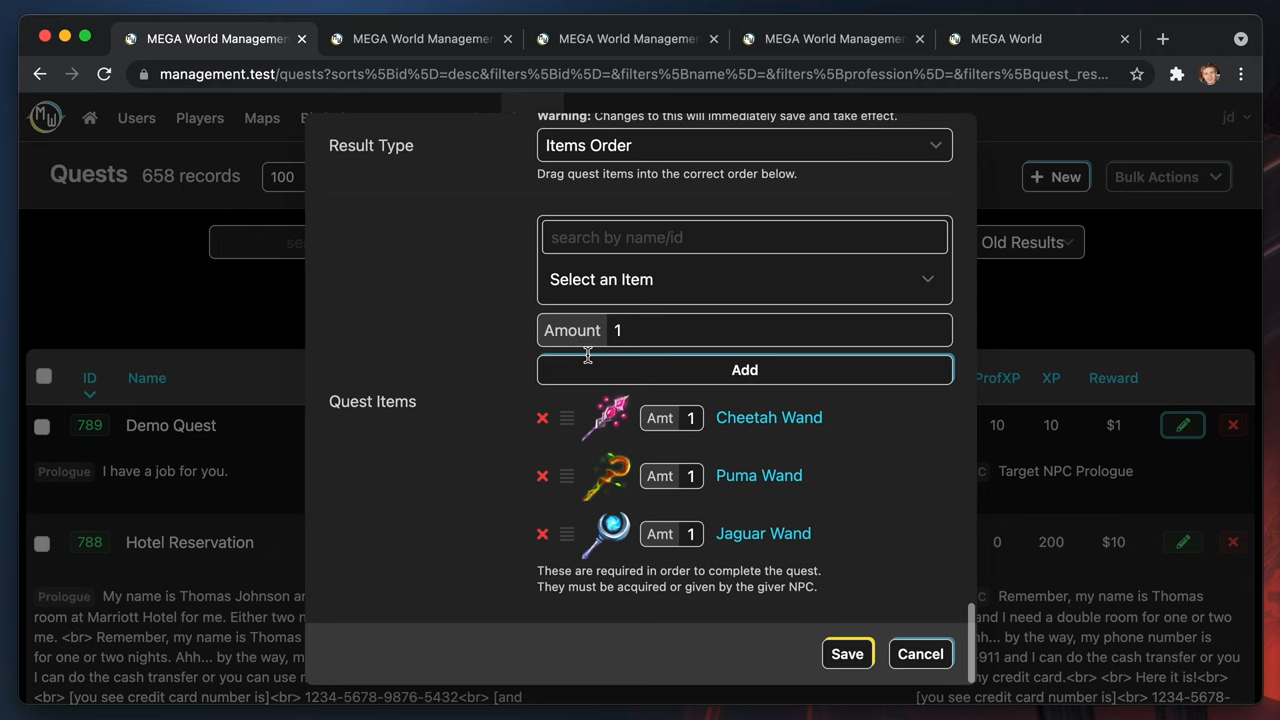 MEGA World Managemen
MEGA World Managemen
MEGA World Managemen
MEGA World Managemen
MEGA World
management.test/quests?sorts%5Bid%5D=desc&filters%5Bid%5D=&filters%5Bname%5D=&filters%5Bprofession%5D=&filters%5Bquest_res...
MW
Users
Players
Maps
jd
Quests
658 records
100
New
Bulk Actions
Old Results
Warning: Changes to this will immediately save and take effect.
Result Type
Items Order
Drag quest items into the correct order below.
search by name/id
Select an Item
Amount 1
Add
Quest Items
Amt 1 Cheetah Wand
Amt 1 Puma Wand
Amt 1 Jaguar Wand
These are required in order to complete the quest.
They must be acquired or given by the giver NPC.
Save
Cancel
ID
Name
ProfXP
XP
Reward
789
Demo Quest
10
10
$1
Prologue I have a job for you.
Target NPC Prologue
788
Hotel Reservation
0
200
$10
Prologue My name is Thomas Johnson
room at Marriott Hotel for me. Either two
me. <br> Remember, my name is Thomas
for one or two nights. Ahh... by the way, m
I can do the cash transfer or you can use
<br> Here
<br> [you see credit card number is]<br> 1234-5678-9876-5432<br> [and
Remember, my name is Thomas
and I need a double room for one or two
... by the way, my phone number is
-911 and I can do the cash transfer or
credit card.<br> <br> Here it is!<br>
[you see credit card number is]<br> 1234-5678-